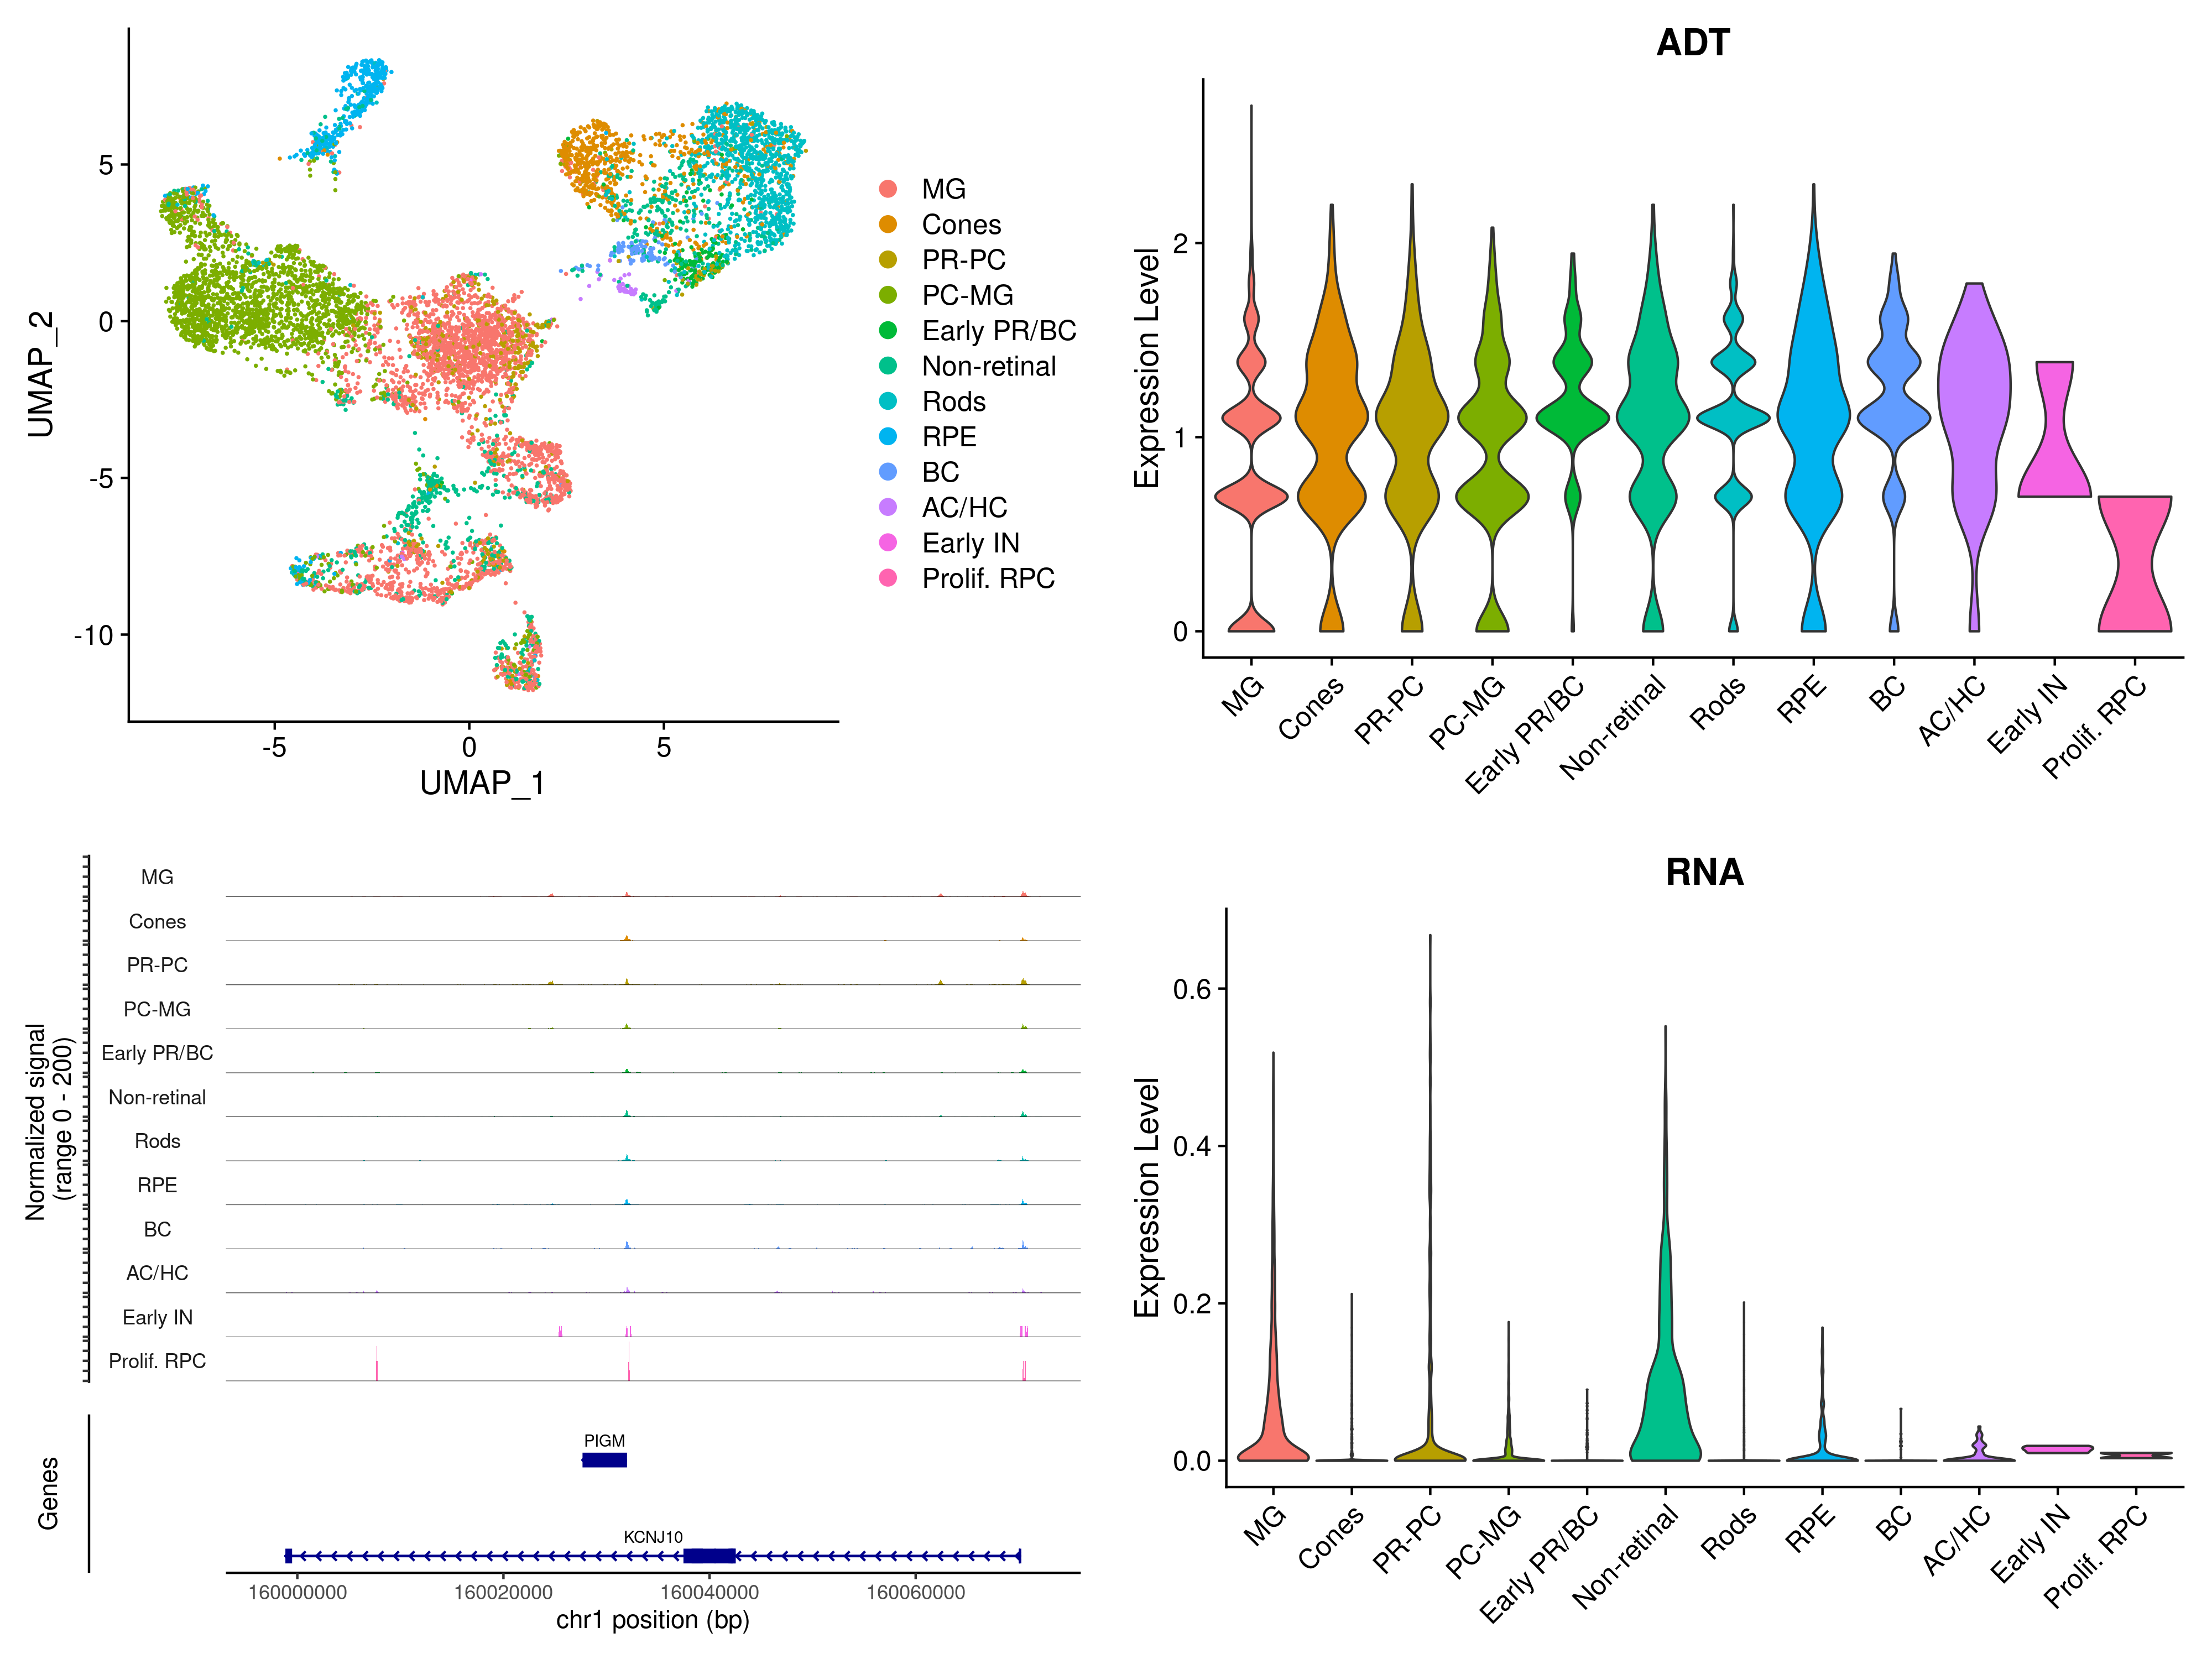 5
0
-5
-10
UMAP_2
-5
0
5
UMAP_1
MG
Cones
PR-PC
PC-MG
Early PR/BC
Non-retinal
Rods
RPE
BC
AC/HC
Early IN
Prolif. RPC
ADT
Expression Level
2
1
0
MG
Cones
PR-PC
PC-MG
Early PR/BC
Non-retinal
Rods
RPE
BC
AC/HC
Early IN
Prolif. RPC
Normalized signal
(range 0 - 200)
MG
Cones
PR-PC
PC-MG
Early PR/BC
Non-retinal
Rods
RPE
BC
AC/HC
Early IN
Prolif. RPC
Genes
PIGM
KCNJ10
160000000
160020000
160040000
160060000
chr1 position (bp)
RNA
Expression Level
0.6
0.4
0.2
0.0
MG
Cones
PR-PC
PC-MG
Early PR/BC
Non-retinal
Rods
RPE
BC
AC/HC
Early IN
Prolif. RPC